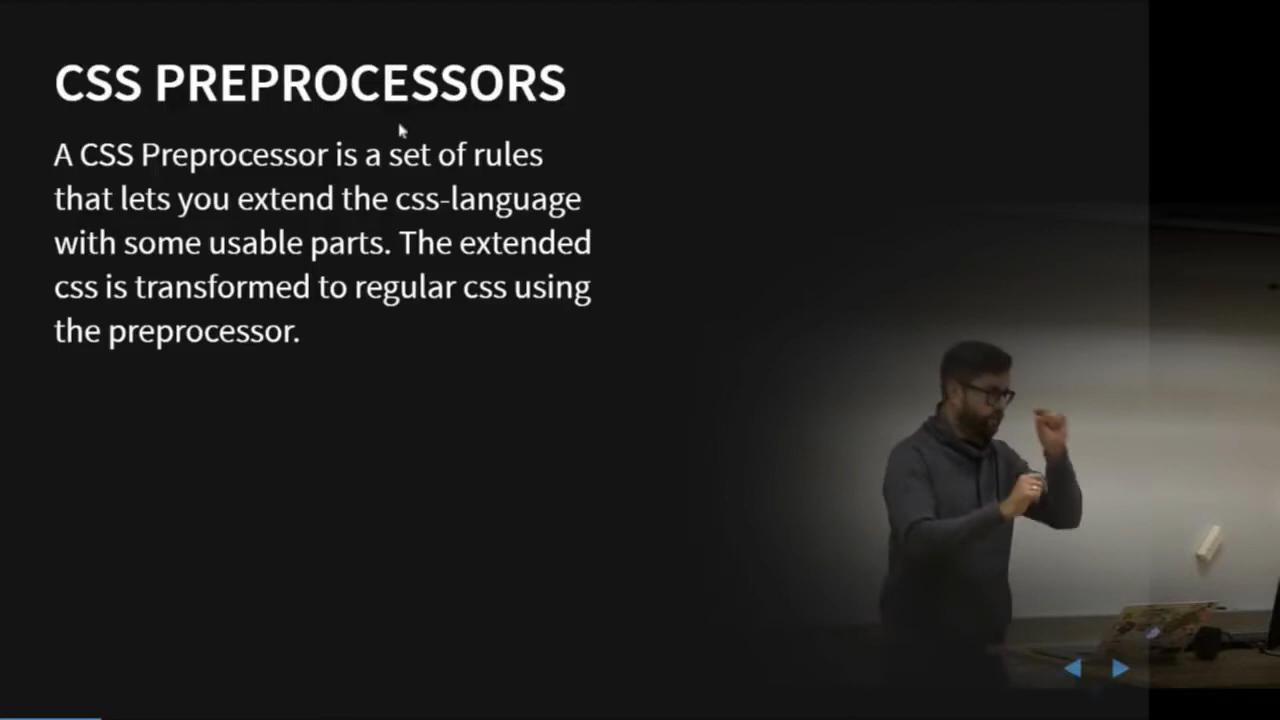 CSS PREPROCESSORS
A CSS Preprocessor is a set of rules
that lets you extend the css-language
with some usable parts. The extended
css is transformed to regular css using
the preprocessor.